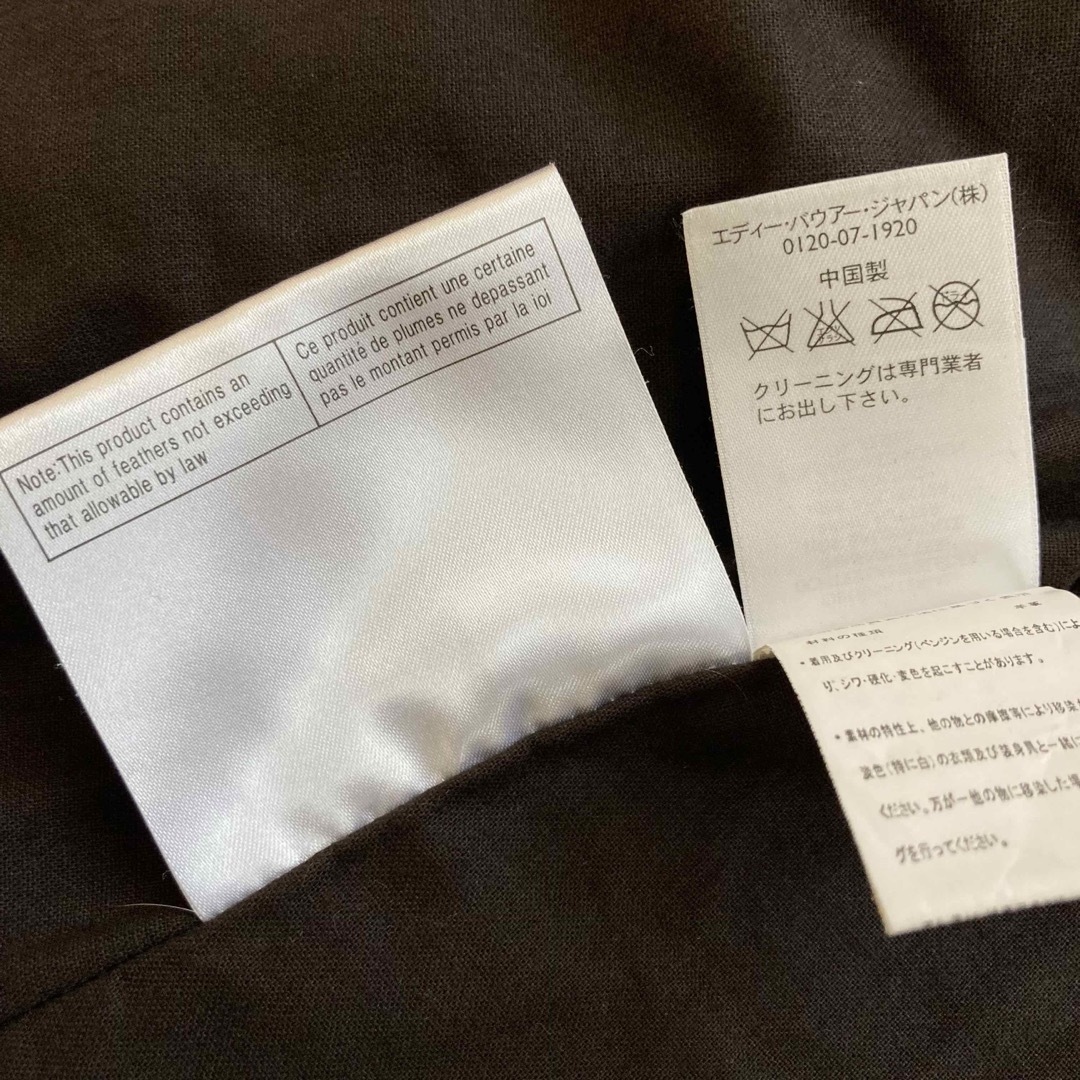 Note:This product contains an
amount of feathers not exceeding
that allowable by law
Ce produit contient une certaine
quantité de plumes ne depassant
pas le montant permis par la ioi
エディー・バウアー・ジャパン(株)
0120-07-1920
中国製
クリーニングは専門業者
にお出し下さい。
材料の種類
・着用及びクリーニング(ベンジンを用いる場合を含む)によ
り、シワ・硬化・変色を起こすことがあります。
・素材の特性上、他の物との摩擦等により移染
淡色(特に白)の衣類及び装身具と一緒に
ください。万が一他の物に移染した場
グを行ってください。